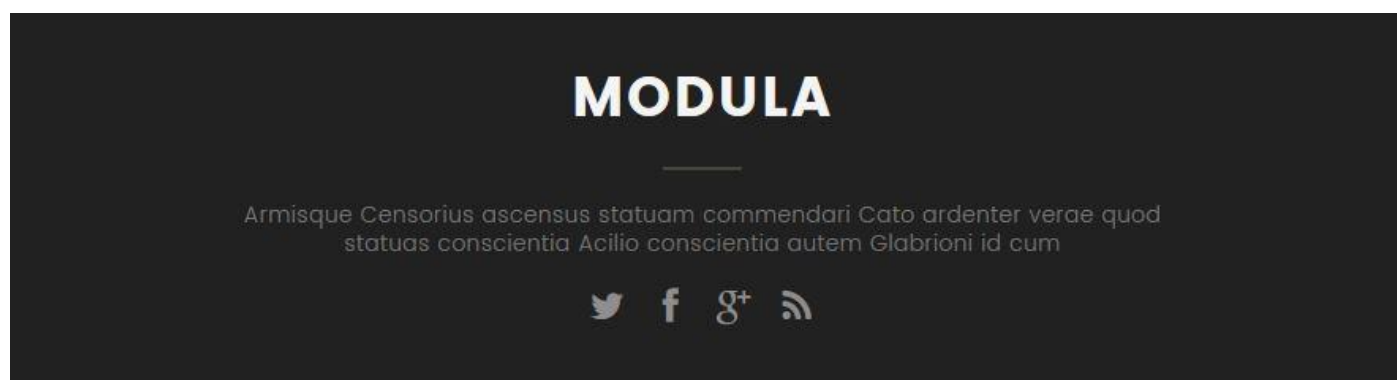 MODULA
Armisque Censorius ascensus statuam commendari Cato ardenter verae quod
statuas conscientia Acilio conscientia autem Glabrioni id cum